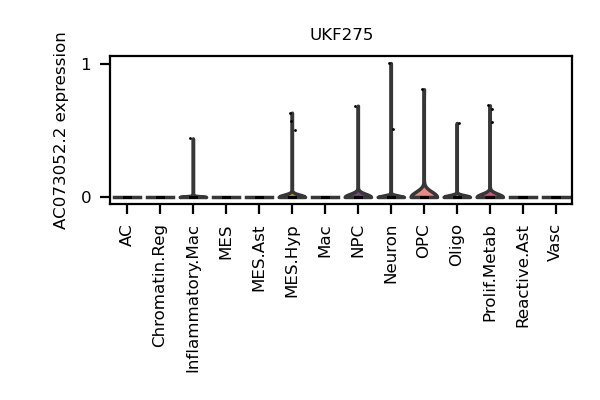 UKF275
AC073052.2 expression
1
0
AC
Chromatin.Reg
Inflammatory.Mac
MES
MES.Ast
MES.Hyp
Mac
NPC
Neuron
OPC
Oligo
Prolif.Metab
Reactive.Ast
Vasc